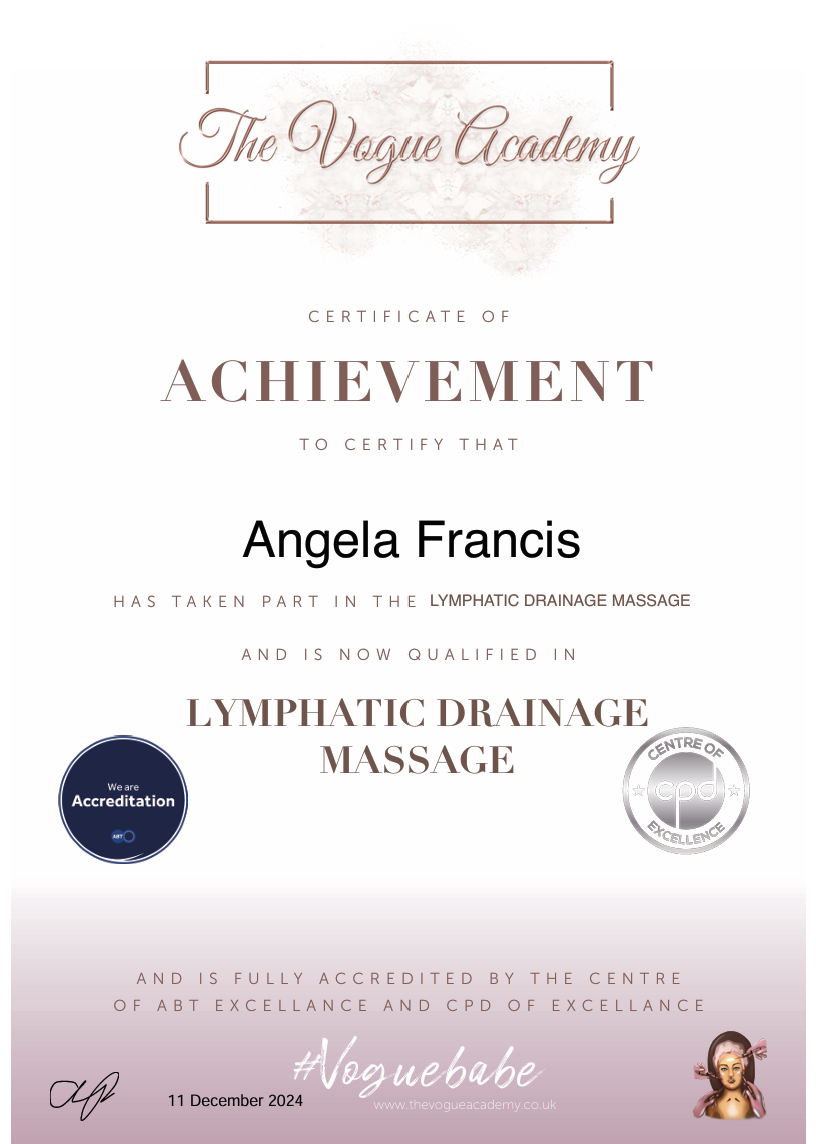 The Vogue Academy
CERTIFICATE OF
ACHIEVEMENT
TO CERTIFY THAT
Angela Francis
HAS TAKEN PART IN THE LYMPHATIC DRAINAGE MASSAGE
AND IS NOW QUALIFIED IN
LYMPHATIC DRAINAGE
MASSAGE
We are
Accreditation
ABT
CENTRE OF
cpd
EXCELLENCE
AND IS FULLY ACCREDITED BY THE CENTRE
OF ABT EXCELLANCE AND CPD OF EXCELLANCE
#Voguebabe
11 December 2024
www.thevogueacademy.co.uk